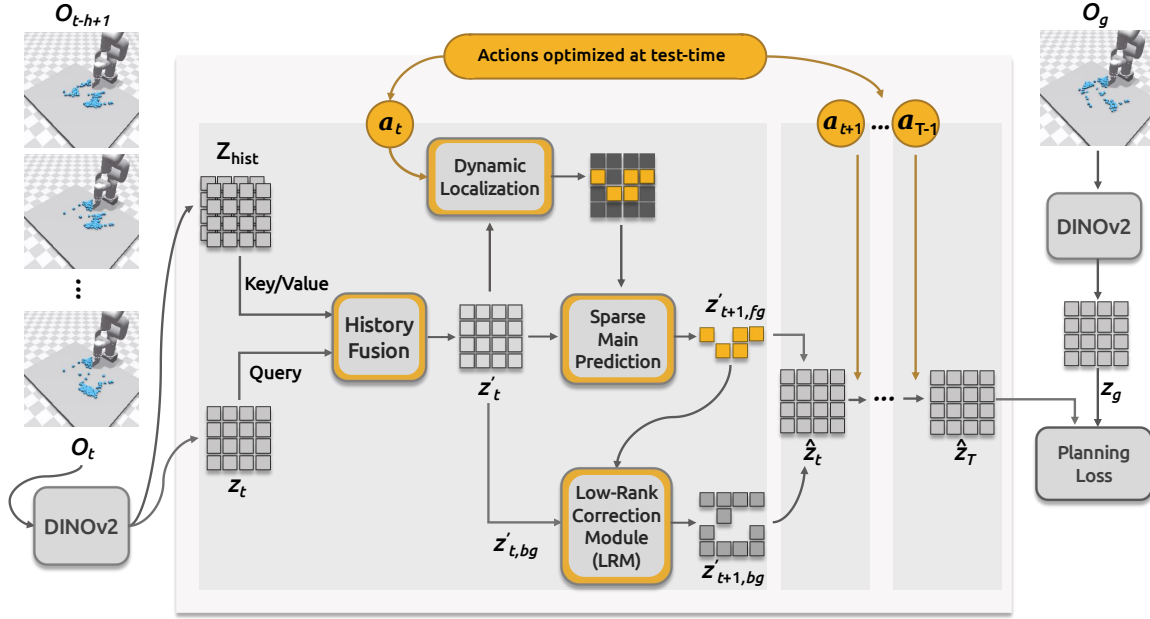 O_{t-h+1}
O_g
Actions optimized at test-time
a_t
a_{t+1}
...
a_{T-1}
Z_hist
Dynamic
Localization
DINOv2
Key/Value
...
History
Fusion
Sparse
Main
Prediction
z'_{t+1,fg}
Query
z'_t
...
z_g
O_t
z_t
ẑ_t
ẑ_T
Planning
Loss
DINOv2
z'_{t,bg}
Low-Rank
Correction
Module
(LRM)
z'_{t+1,bg}